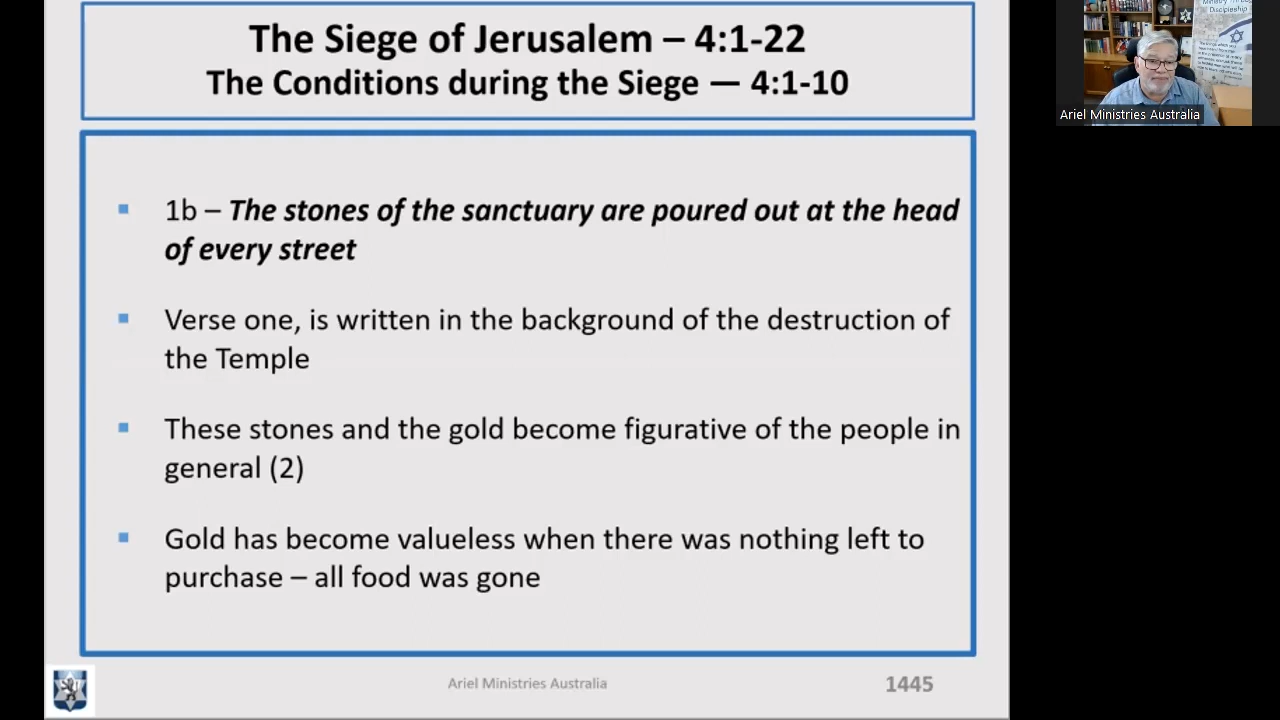 The Siege of Jerusalem – 4:1-22
The Conditions during the Siege — 4:1-10
1b – The stones of the sanctuary are poured out at the head
of every street
Verse one, is written in the background of the destruction of
the Temple
These stones and the gold become figurative of the people in
general (2)
Gold has become valueless when there was nothing left to
purchase – all food was gone
Ariel Ministries Australia
1445
Discipleship
Ariel Ministries Australia